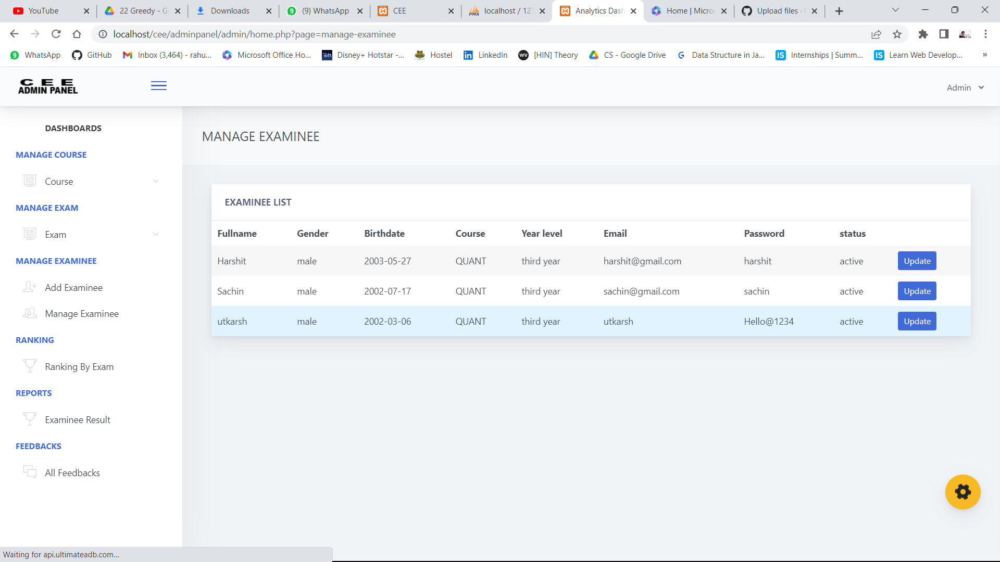 YouTube
22 Greedy - G
Downloads
(9) WhatsApp
CEE
localhost / 127
Analytics Dash
Home | Micros
Upload files ·
localhost/cee/adminpanel/admin/home.php?page=manage-examinee
WhatsApp
GitHub
Inbox (3,464) - rahu...
Microsoft Office Ho...
Disney+ Hotstar -...
Hostel
LinkedIn
[HIN] Theory
CS - Google Drive
Data Structure in Ja...
Internships | Summ...
Learn Web Develop...
»
CEE
ADMIN PANEL
Admin
DASHBOARDS
MANAGE COURSE
Course
MANAGE EXAM
Exam
MANAGE EXAMINEE
Add Examinee
Manage Examinee
RANKING
Ranking By Exam
REPORTS
Examinee Result
FEEDBACKS
All Feedbacks
MANAGE EXAMINEE
EXAMINEE LIST
Fullname Gender Birthdate Course Year level Email Password status
Harshit male 2003-05-27 QUANT third year harshit@gmail.com harshit active Update
Sachin male 2002-07-17 QUANT third year sachin@gmail.com sachin active Update
utkarsh male 2002-03-06 QUANT third year utkarsh Hello@1234 active Update
Waiting for api.ultimateadb.com...